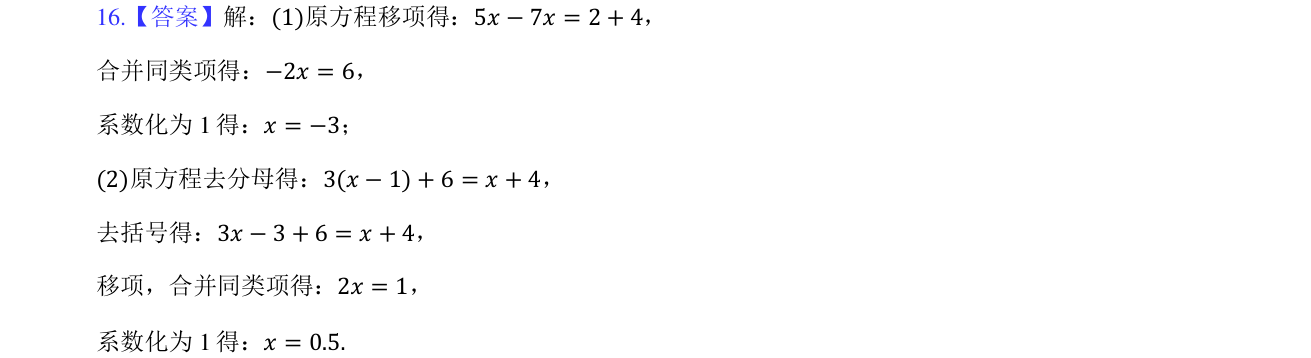 16.【答案】解：(1)原方程移项得：5x − 7x = 2 + 4，
合并同类项得：−2x = 6，
系数化为 1 得：x = −3；
(2)原方程去分母得：3(x − 1) + 6 = x + 4，
去括号得：3x − 3 + 6 = x + 4，
移项，合并同类项得：2x = 1，
系数化为 1 得：x = 0.5.